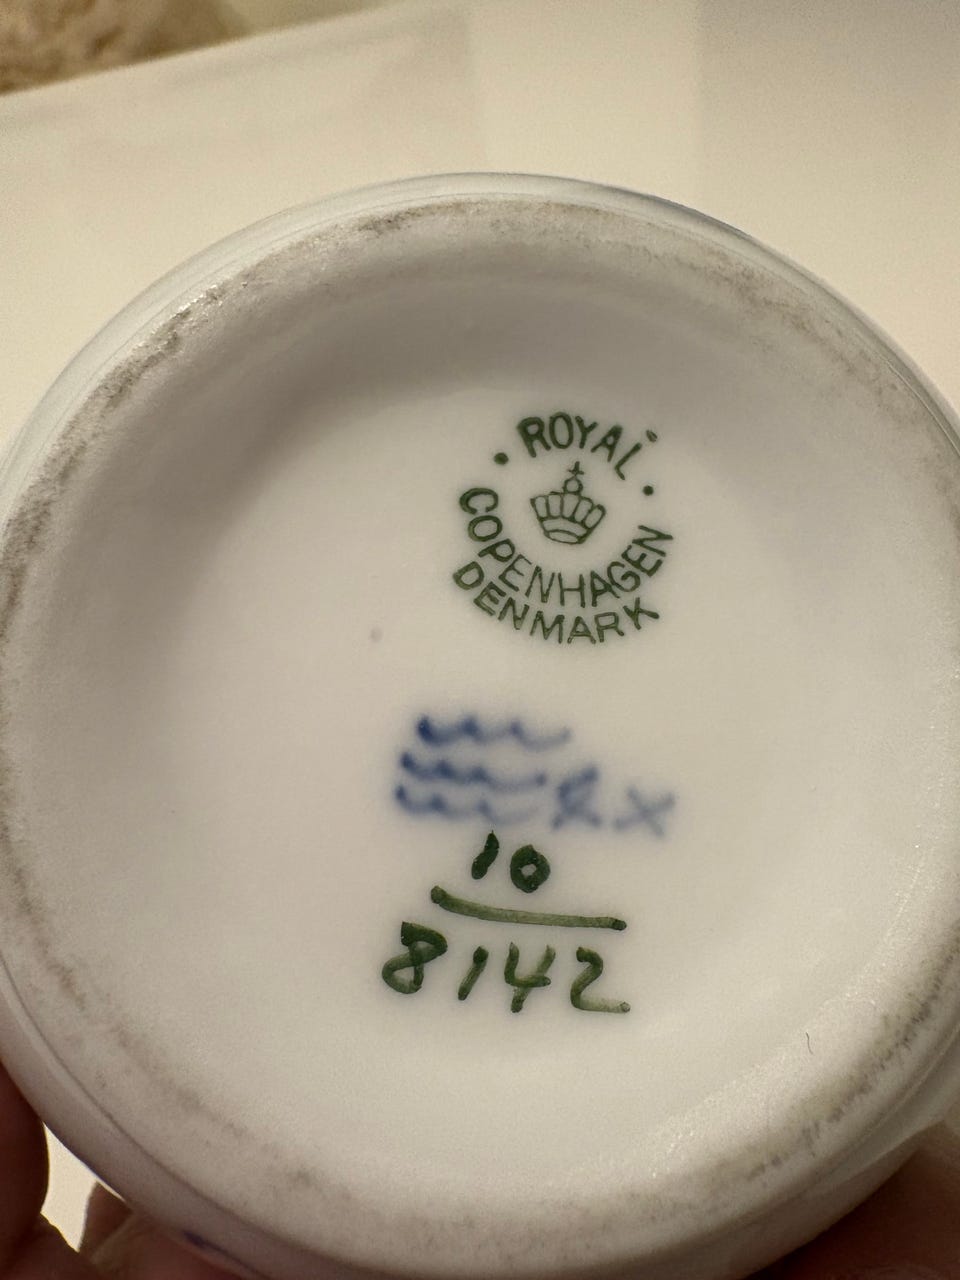 ROYAL
COPENHAGEN
DENMARK
10
8142